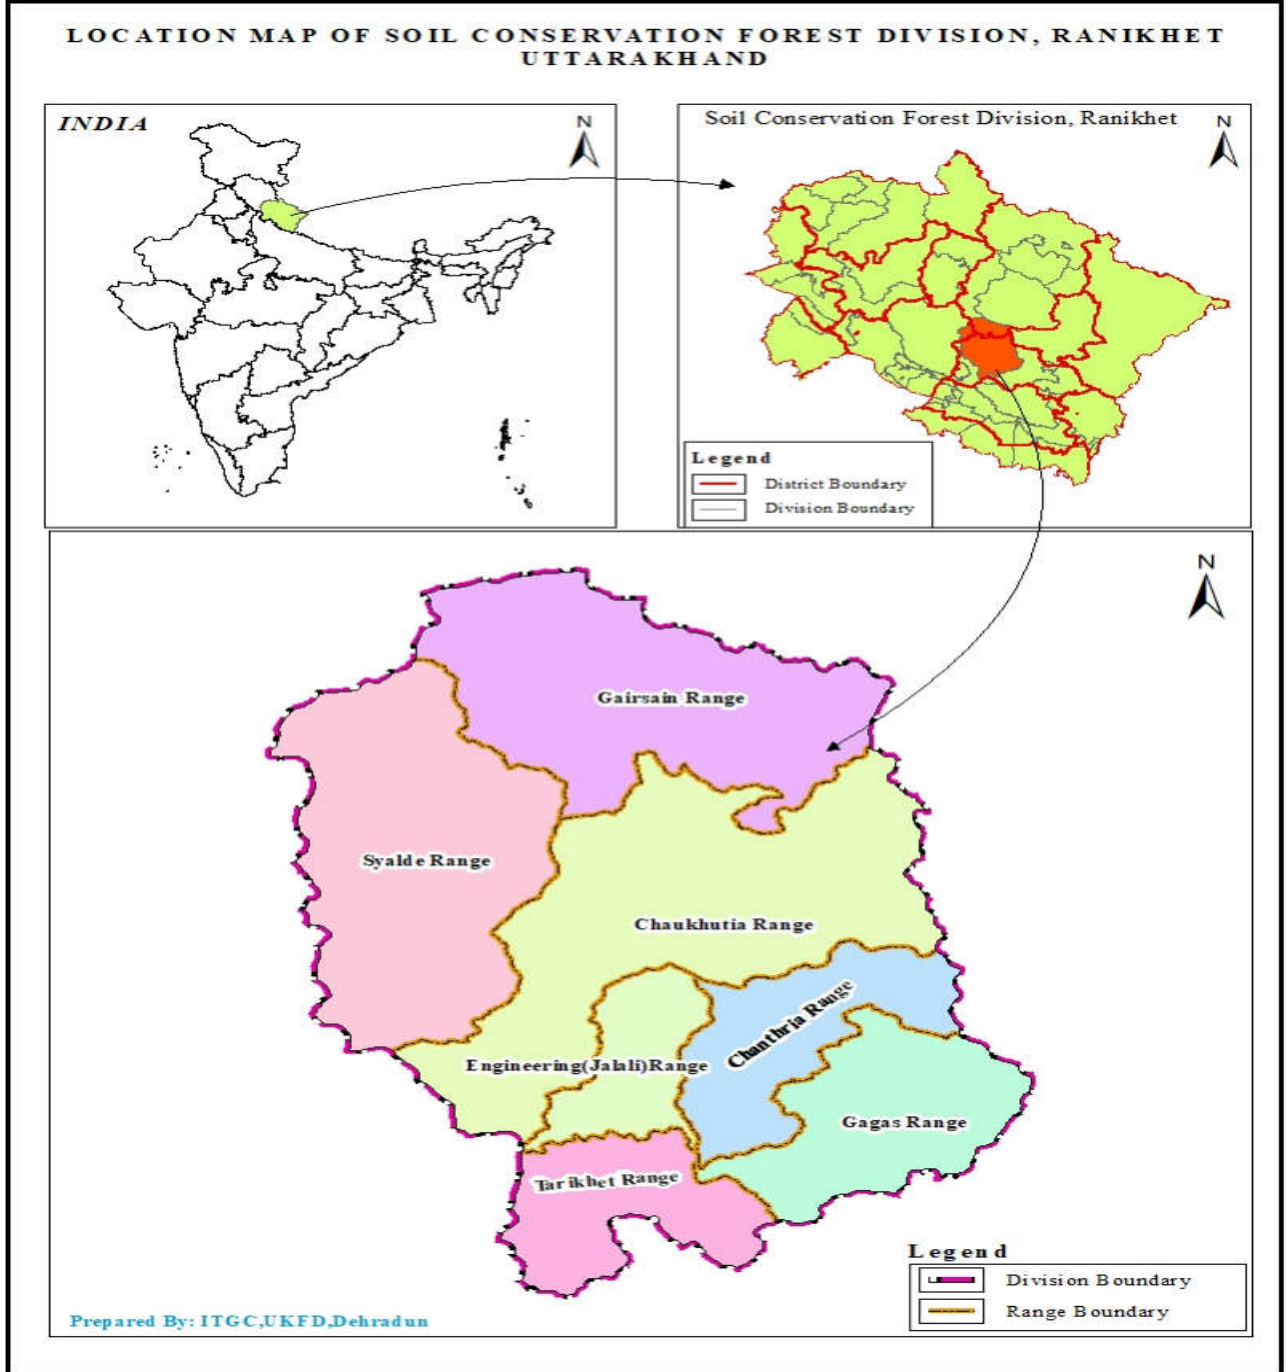 LOCATION MAP OF SOIL CONSERVATION FOREST DIVISION, RANIKHET
UTTARAKHAND
INDIA
N
Soil Conservation Forest Division, Ranikhet
N
Legend
District Boundary
Division Boundary
N
Gairsain Range
Syalde Range
Chaukhutia Range
Chanthria Range
Engineering(Jalali)Range
Gagas Range
Tarikhet Range
Legend
Division Boundary
Range Boundary
Prepared By: ITGC,UKFD,Dehradun